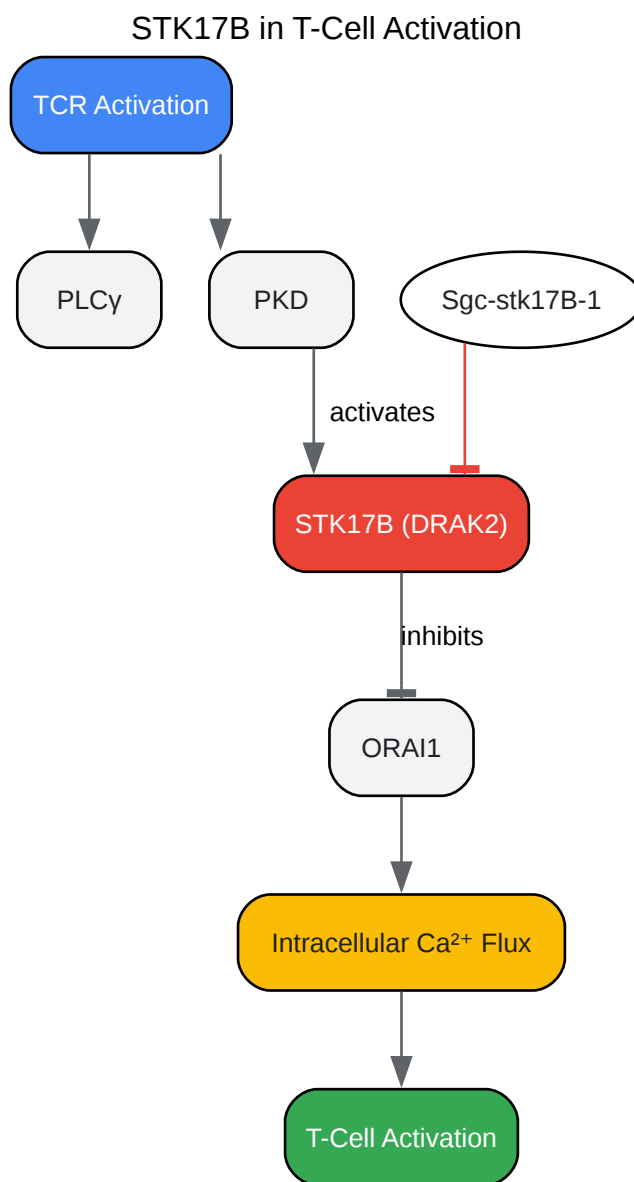 STK17B in T-Cell Activation
TCR Activation
PLCγ
PKD
Sgc-stk17B-1
activates
STK17B (DRAK2)
inhibits
ORAI1
Intracellular Ca²⁺ Flux
T-Cell Activation